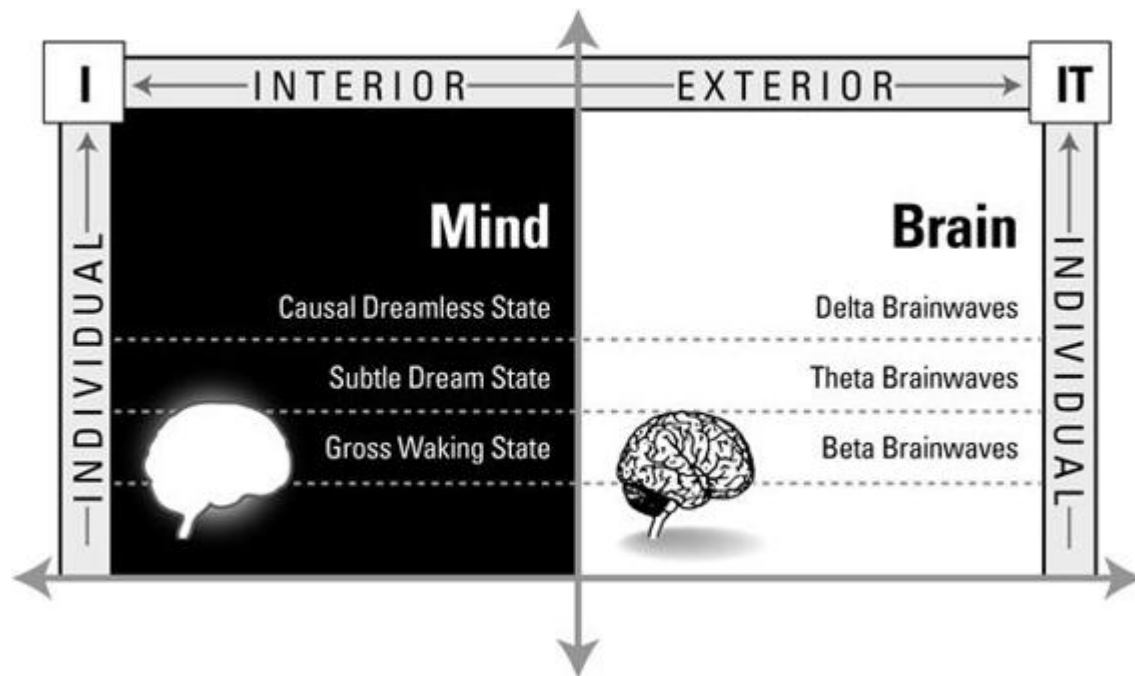 I
INTERIOR
EXTERIOR
IT
INDIVIDUAL
Mind
Causal Dreamless State
Subtle Dream State
Gross Waking State
Brain
Delta Brainwaves
Theta Brainwaves
Beta Brainwaves
INDIVIDUAL